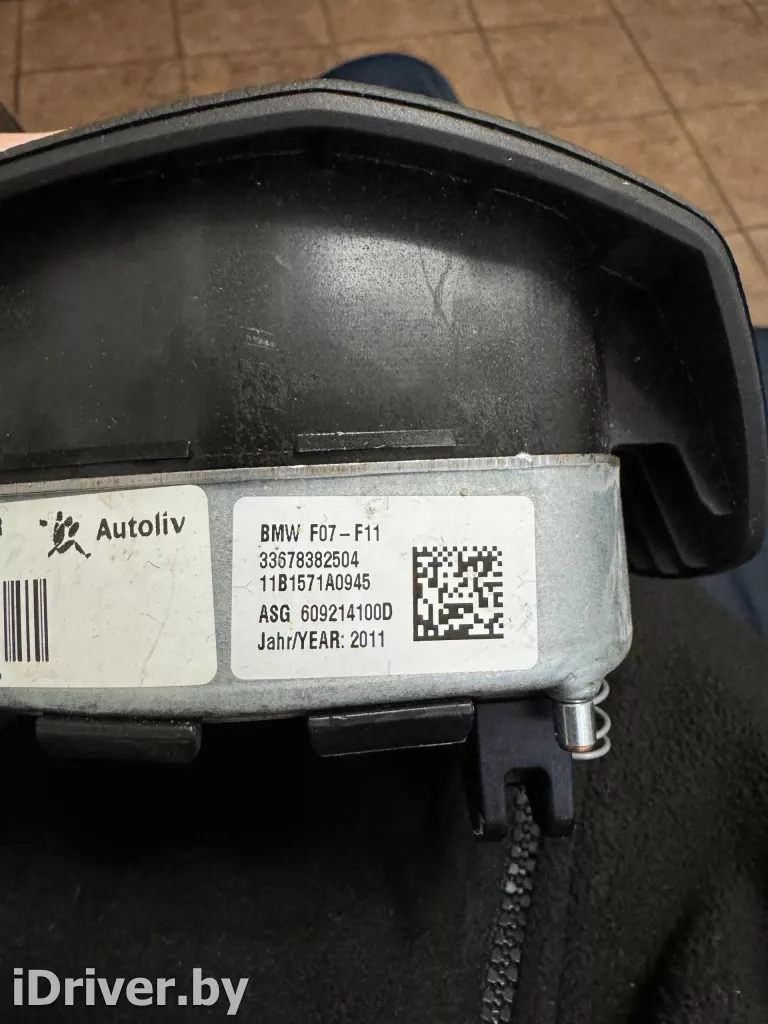 Autoliv
BMW F07-F11
33678382504
11B1571A0945
ASG 609214100D
Jahr/YEAR: 2011
iDriver.by